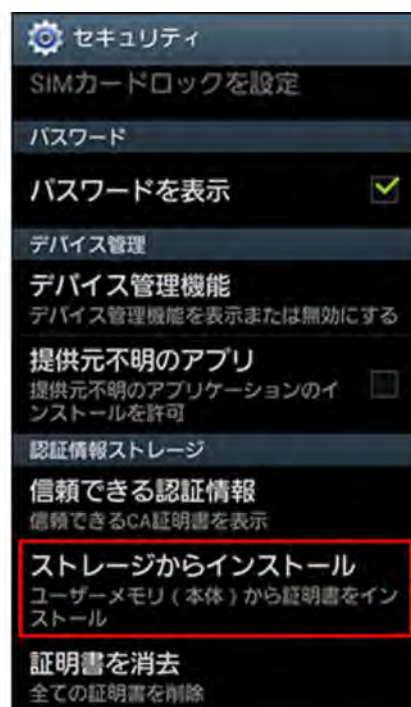 セキュリティ
SIMカードロックを設定
パスワード
パスワードを表示
デバイス管理
デバイス管理機能
デバイス管理機能を表示または無効にする
提供元不明のアプリ
提供元不明のアプリケーションのイ
ンストールを許可
認証情報ストレージ
信頼できる認証情報
信頼できるCA証明書を表示
ストレージからインストール
ユーザーメモリ(本体)から証明書をイン
ストール
証明書を消去
全ての証明書を削除